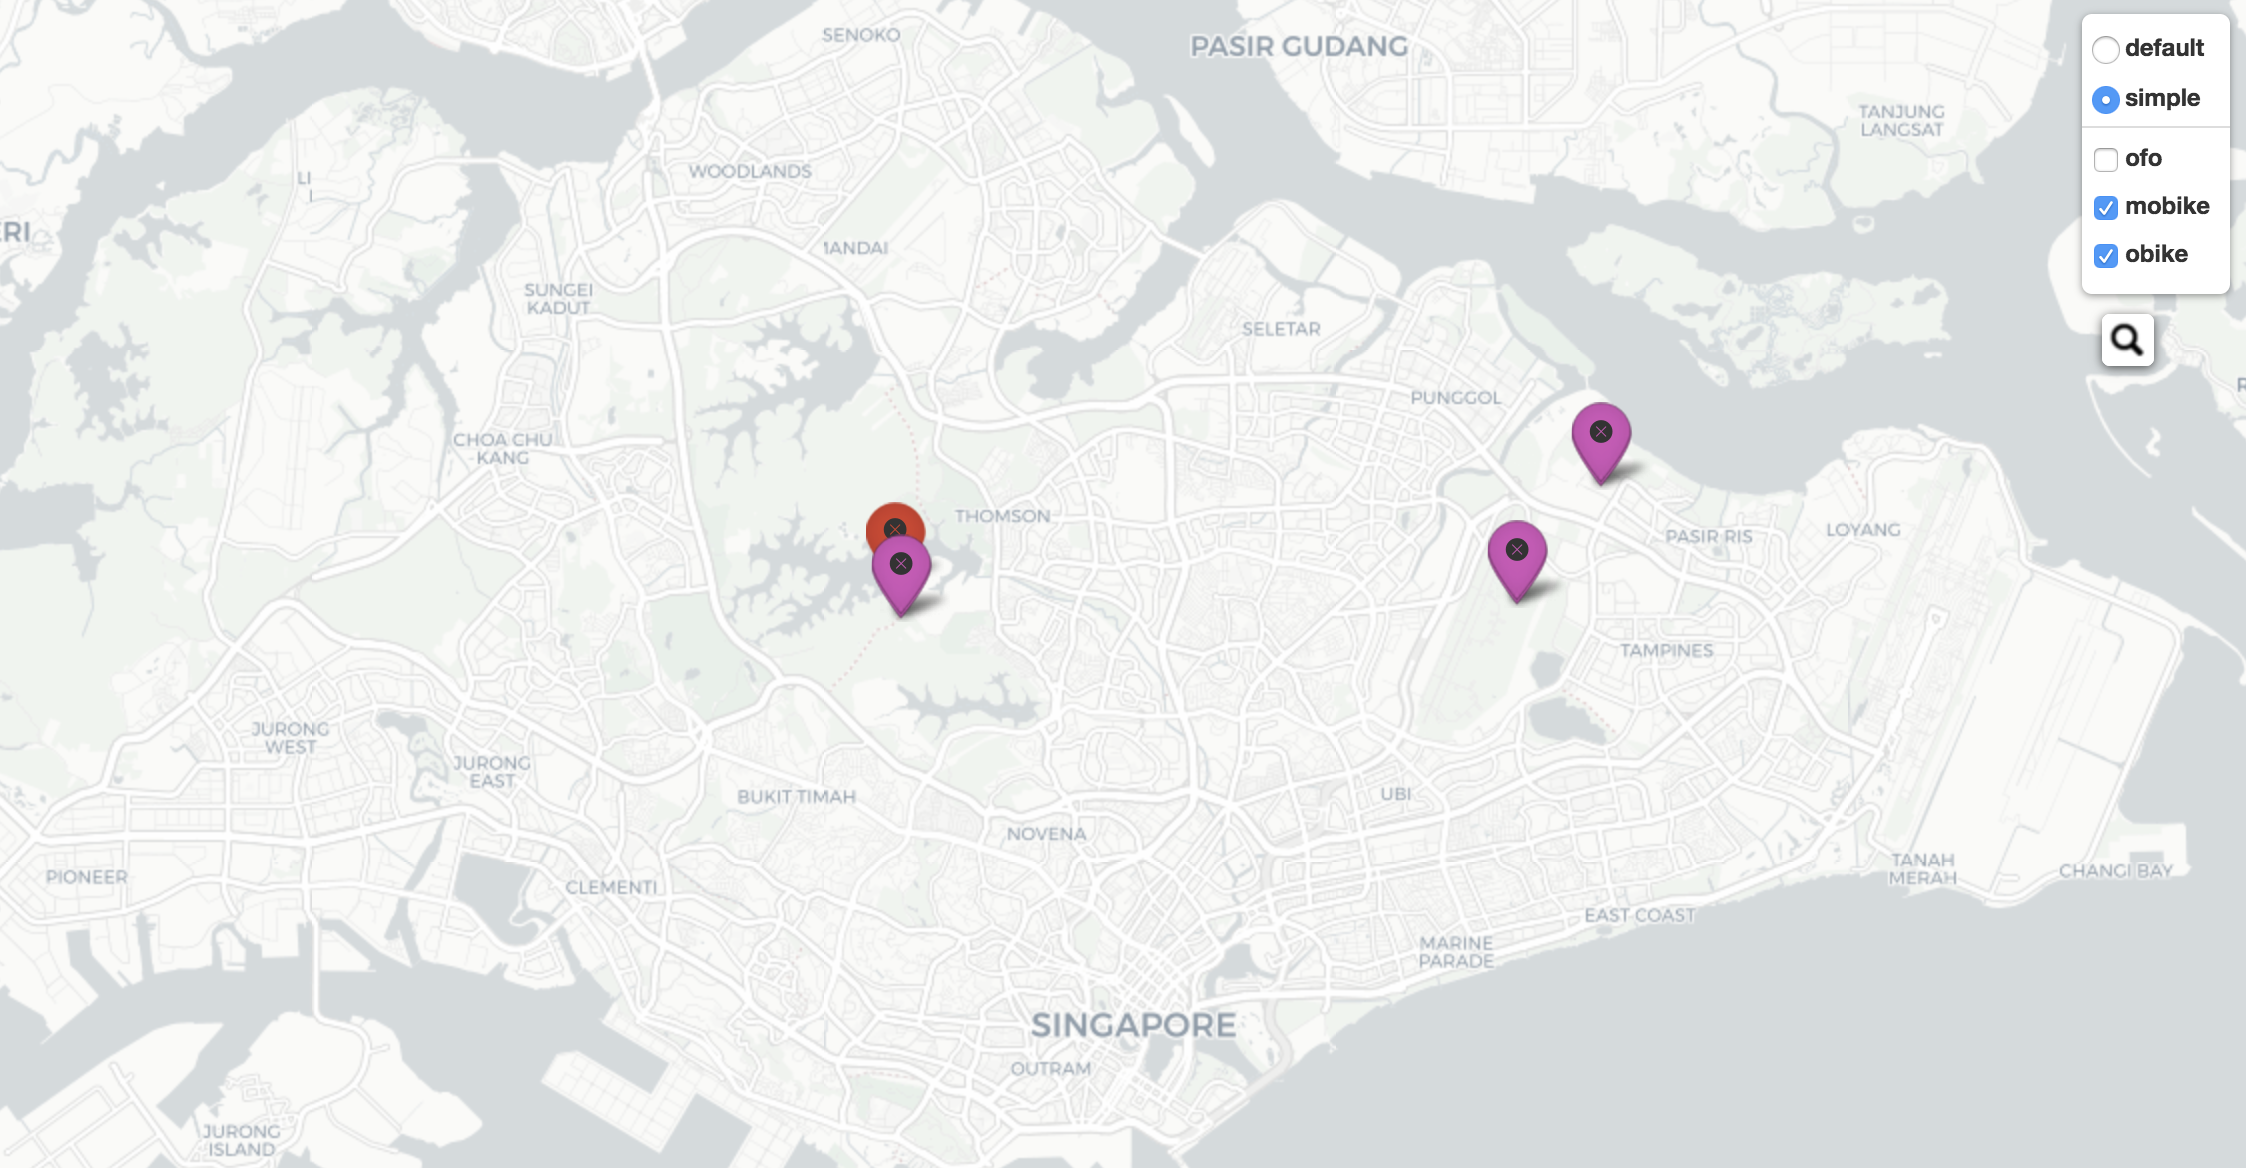 SENOKO
PASIR GUDANG
default
simple
TANJUNG
LANGSAT
ofo
mobike
obike
WOODLANDS
LI
I
ERI
IANDAI
SUNGEI
KADUT
SELETAR
PUNGGOL
CHOA CHU
KANG
THOMSON
PASIR RIS
LOYANG
TAMPINES
JURONG
WEST
JURONG
EAST
BUKIT TIMAH
UBI
NOVENA
PIONEER
CLEMENTI
TANAH
MERAH
CHANGI BAY
EAST COAST
MARINE
PARADE
SINGAPORE
OUTRAM
JURONG
ISLAND